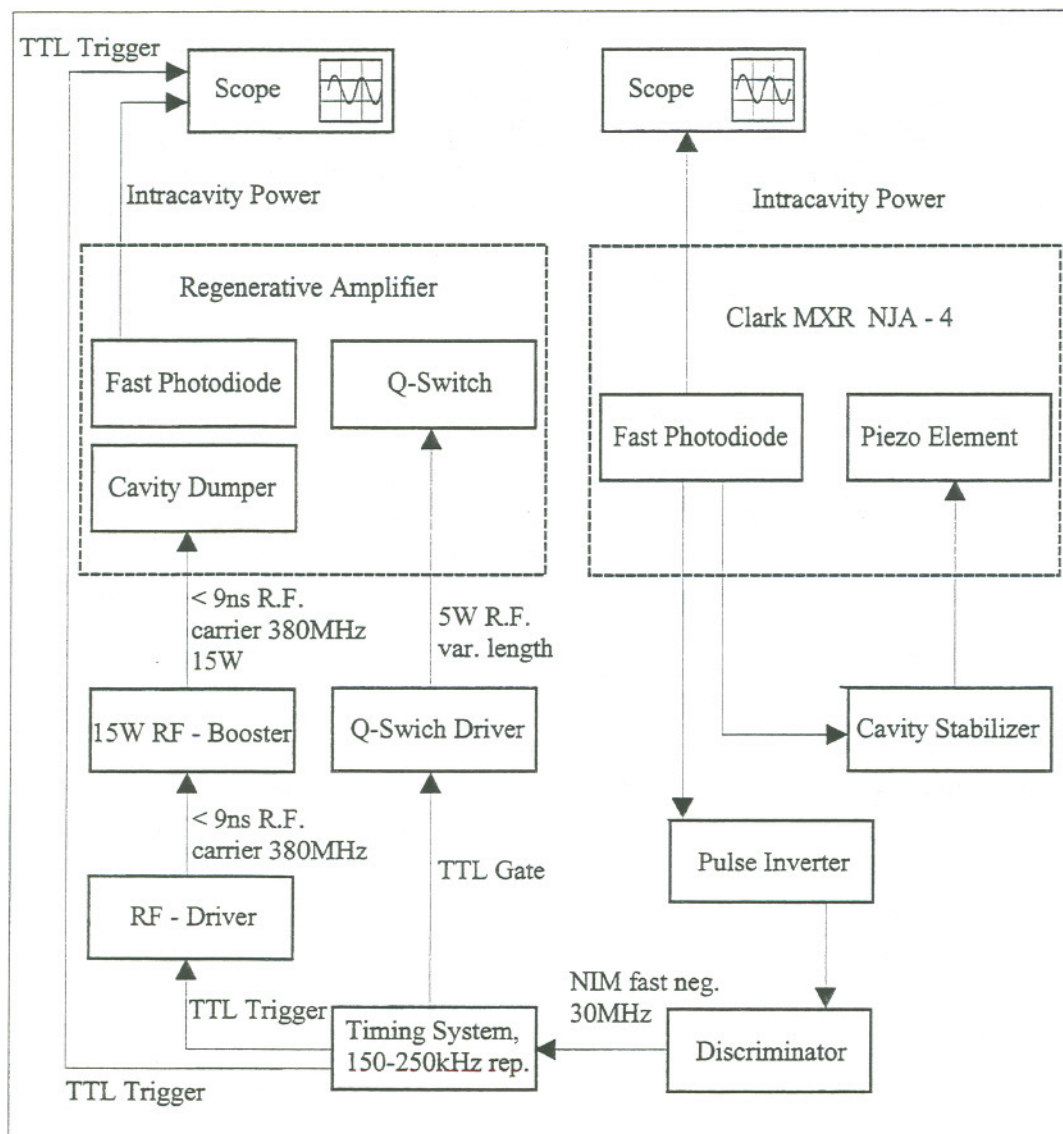 TTL Trigger
Scope
Scope
Intracavity Power
Intracavity Power
Regenerative Amplifier
Clark MXR NJA - 4
Fast Photodiode
Q-Switch
Fast Photodiode
Piezo Element
Cavity Dumper
< 9ns R.F.
carrier 380MHz
15W
5W R.F.
var. length
15W RF - Booster
Q-Swich Driver
Cavity Stabilizer
< 9ns R.F.
carrier 380MHz
TTL Gate
Pulse Inverter
RF - Driver
NIM fast neg.
30MHz
TTL Trigger
Timing System,
150-250kHz rep.
Discriminator
TTL Trigger